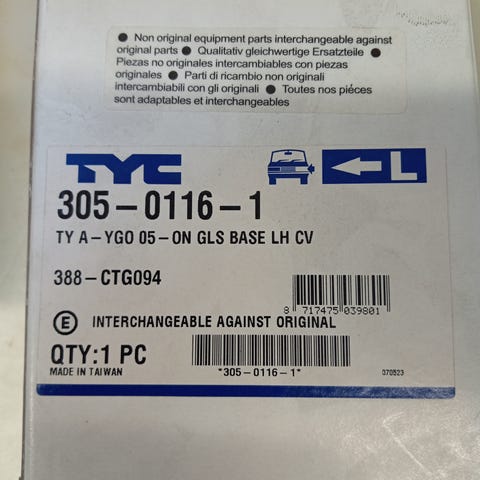 ● Non original equipment parts interchangeable against
original parts ● Qualitativ gleichwertige Ersatzteile ●
Piezas no originales intercambiables con piezas
originales ● Parti di ricambio non originali
intercambiabili con gli originali ● Toutes nos piéces
sont adaptables et interchangeables
TYC
L
305-0116-1
TY A-YGO 05-ON GLS BASE LH CV
388-CTG094
8 717475 039801
E INTERCHANGEABLE AGAINST ORIGINAL
QTY:1 PC
MADE IN TAIWAN
*305-0116-1*
070523